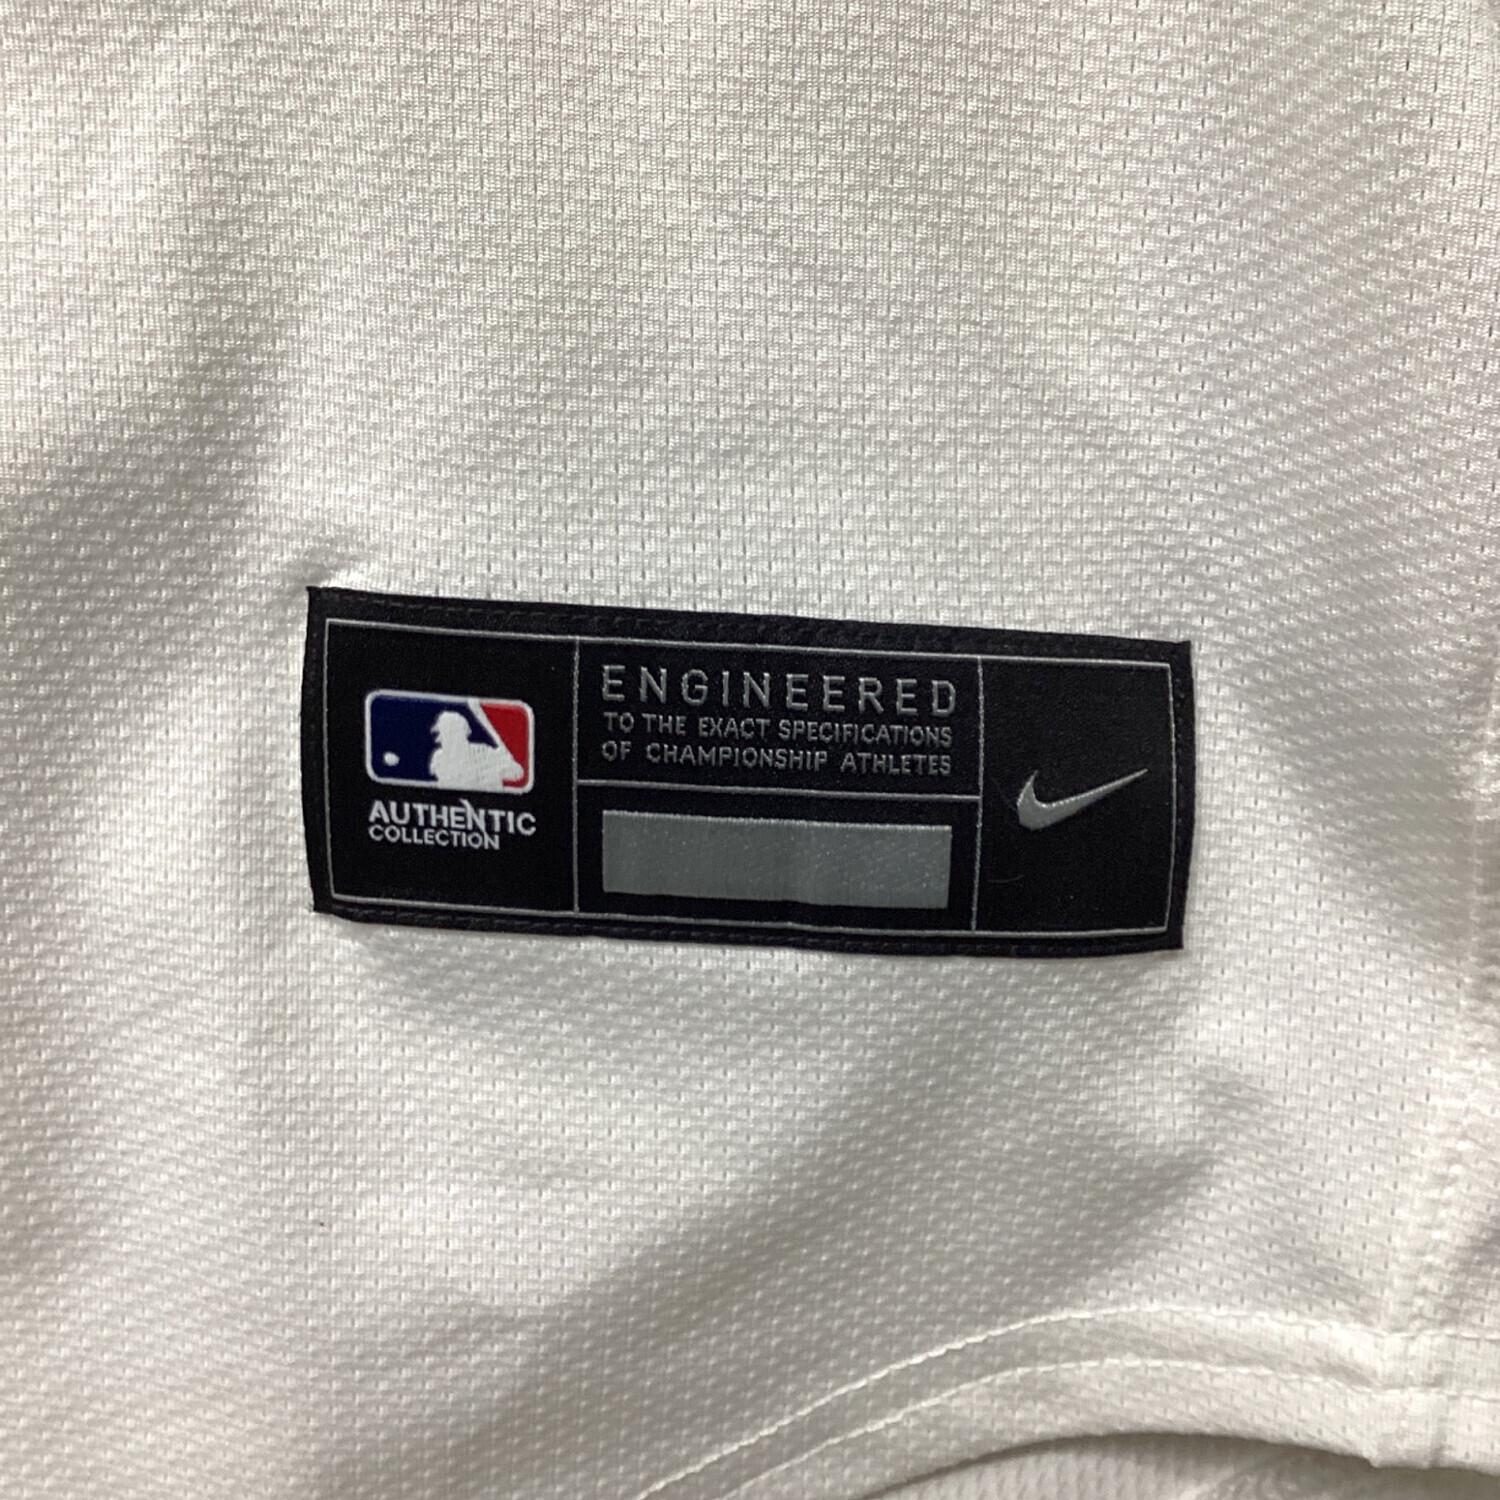 AUTHENTIC
COLLECTION
ENGINEERED
TO THE EXACT SPECIFICATIONS
OF CHAMPIONSHIP ATHLETES